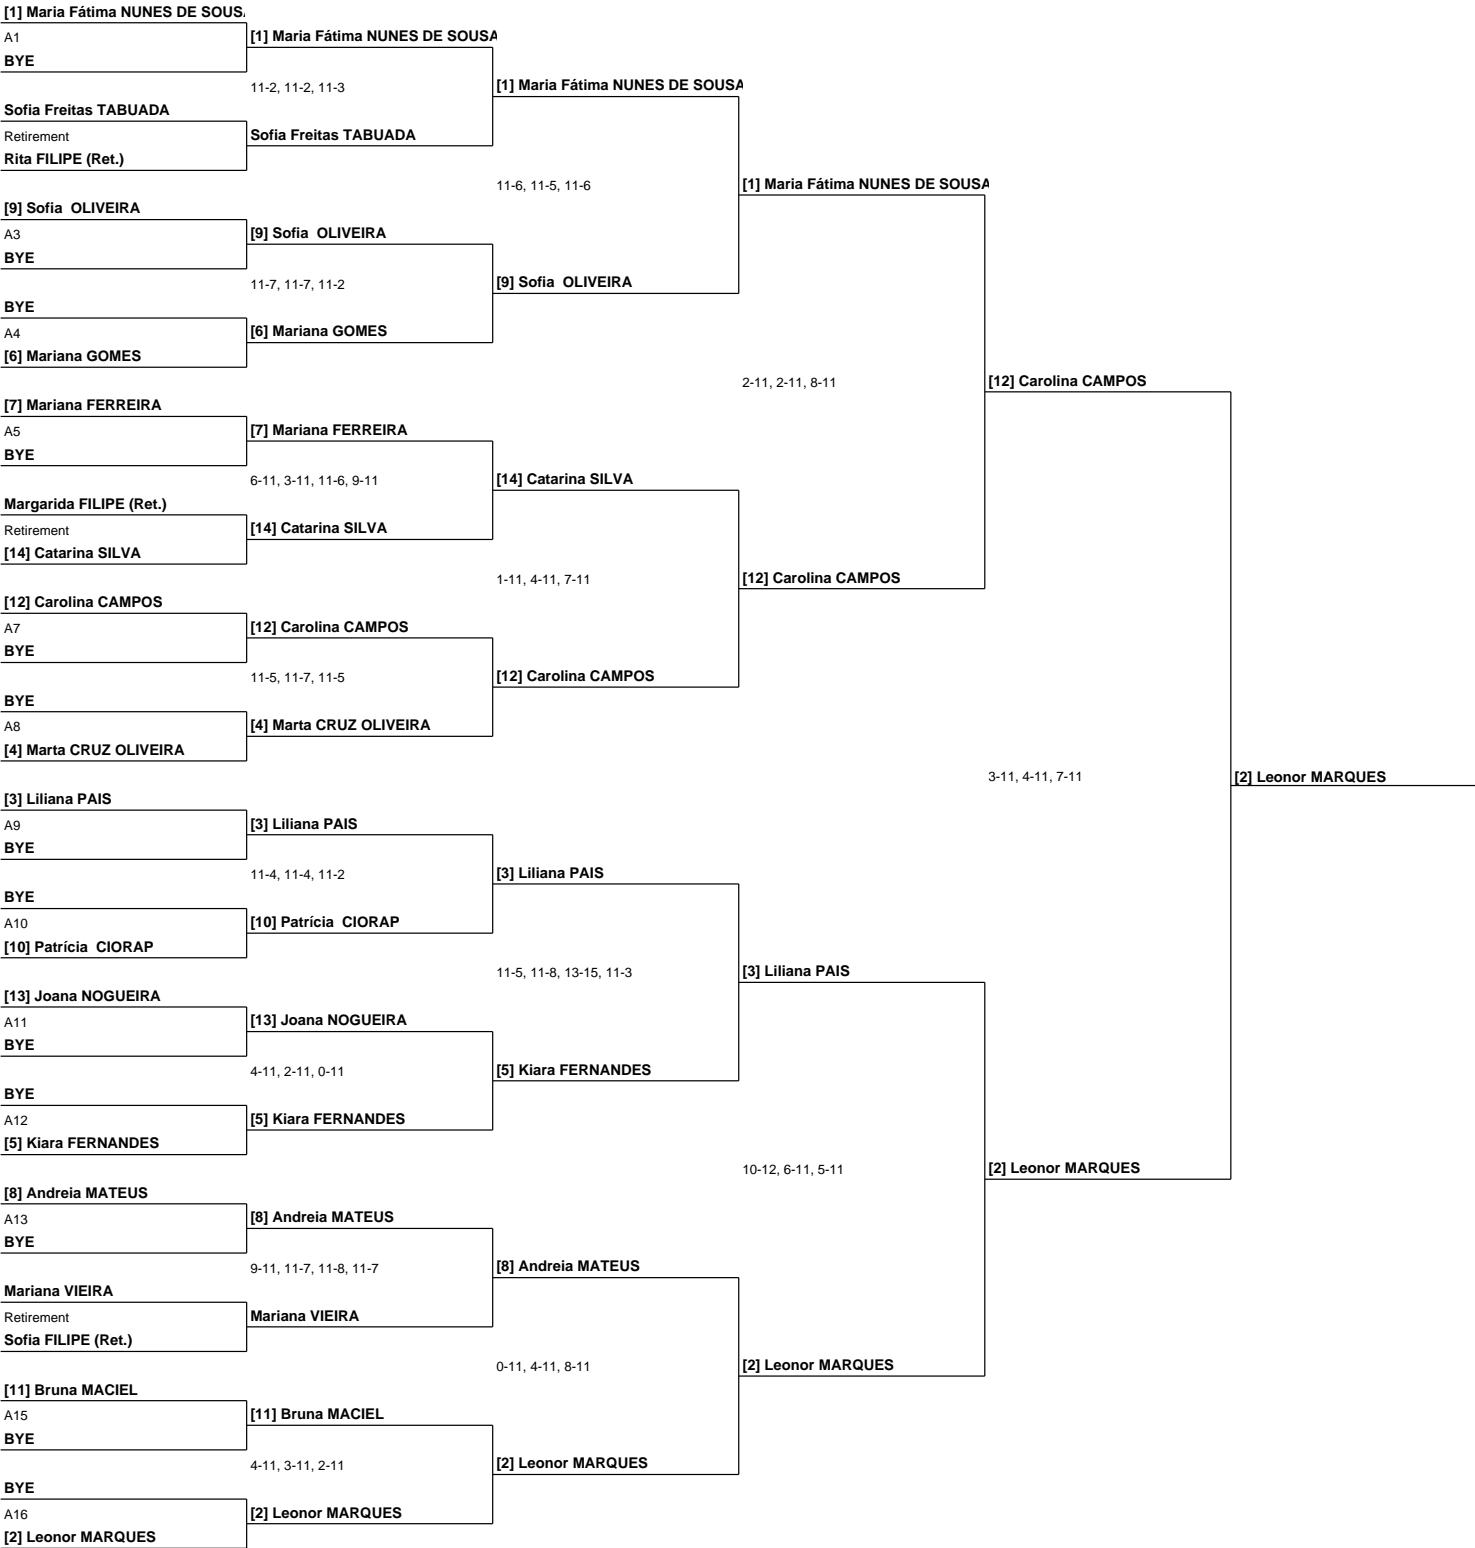 [1] Maria Fátima NUNES DE SOUS
A1
BYE
Sofia Freitas TABUADA
Retirement
Rita FILIPE (Ret.)
[9] Sofia  OLIVEIRA
A3
BYE
BYE
A4
[6] Mariana GOMES
[7] Mariana FERREIRA
A5
BYE
Margarida FILIPE (Ret.)
Retirement
[14] Catarina SILVA
[12] Carolina CAMPOS
A7
BYE
BYE
A8
[4] Marta CRUZ OLIVEIRA
[3] Liliana PAIS
A9
BYE
BYE
A10
[10] Patrícia  CIORAP
[13] Joana NOGUEIRA
A11
BYE
BYE
A12
[5] Kiara FERNANDES
[8] Andreia MATEUS
A13
BYE
Mariana VIEIRA
Retirement
Sofia FILIPE (Ret.)
[11] Bruna MACIEL
A15
BYE
BYE
A16
[2] Leonor MARQUES
[1] Maria Fátima NUNES DE SOUSA
11-2, 11-2, 11-3
Sofia Freitas TABUADA
[9] Sofia  OLIVEIRA
11-7, 11-7, 11-2
[6] Mariana GOMES
[7] Mariana FERREIRA
6-11, 3-11, 11-6, 9-11
[14] Catarina SILVA
[12] Carolina CAMPOS
11-5, 11-7, 11-5
[4] Marta CRUZ OLIVEIRA
[3] Liliana PAIS
11-4, 11-4, 11-2
[10] Patrícia  CIORAP
[13] Joana NOGUEIRA
4-11, 2-11, 0-11
[5] Kiara FERNANDES
[8] Andreia MATEUS
9-11, 11-7, 11-8, 11-7
Mariana VIEIRA
[11] Bruna MACIEL
4-11, 3-11, 2-11
[2] Leonor MARQUES
[1] Maria Fátima NUNES DE SOUSA
11-6, 11-5, 11-6
[9] Sofia  OLIVEIRA
[14] Catarina SILVA
1-11, 4-11, 7-11
[12] Carolina CAMPOS
[3] Liliana PAIS
11-5, 11-8, 13-15, 11-3
[5] Kiara FERNANDES
[8] Andreia MATEUS
0-11, 4-11, 8-11
[2] Leonor MARQUES
[1] Maria Fátima NUNES DE SOUSA
2-11, 2-11, 8-11
[12] Carolina CAMPOS
[3] Liliana PAIS
10-12, 6-11, 5-11
[2] Leonor MARQUES
[12] Carolina CAMPOS
3-11, 4-11, 7-11
[2] Leonor MARQUES
[2] Leonor MARQUES